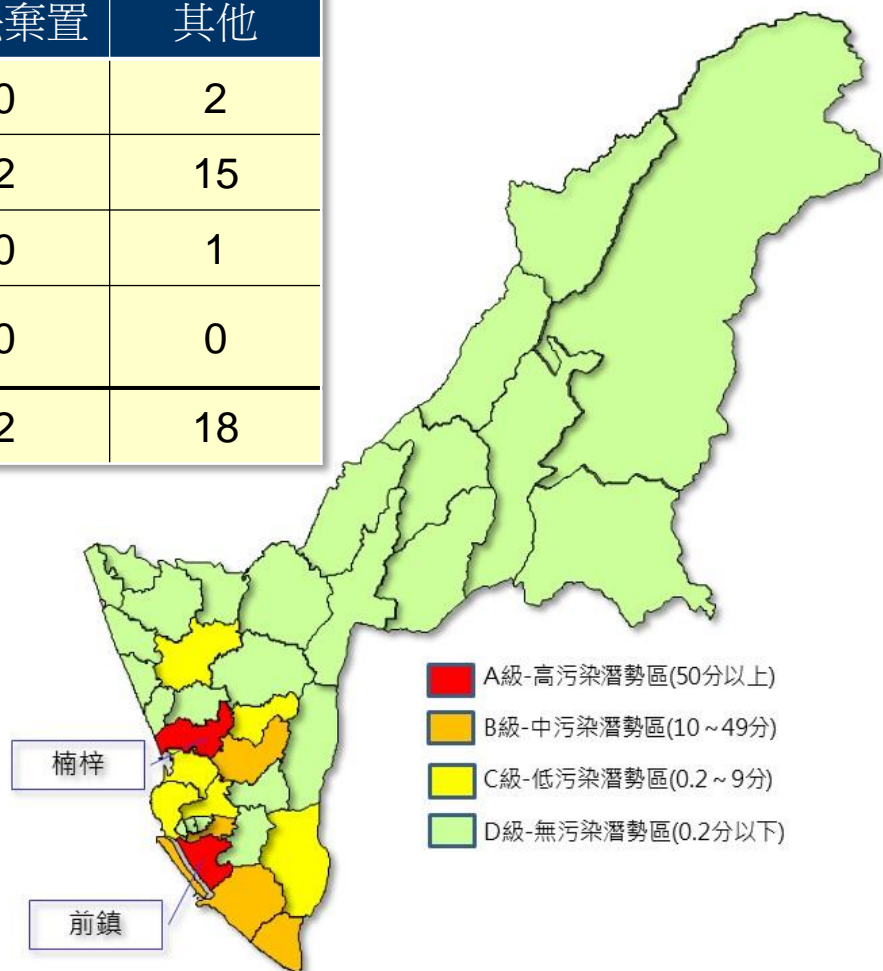 棄置 其他
0 2
2 15
0 1
0 0
2 18
A級-高污染潛勢區(50分以上)
B級-中污染潛勢區(10~49分)
楠梓
C級-低污染潛勢區(0.2~9分)
D級-無污染潛勢區(0.2分以下)
前鎮